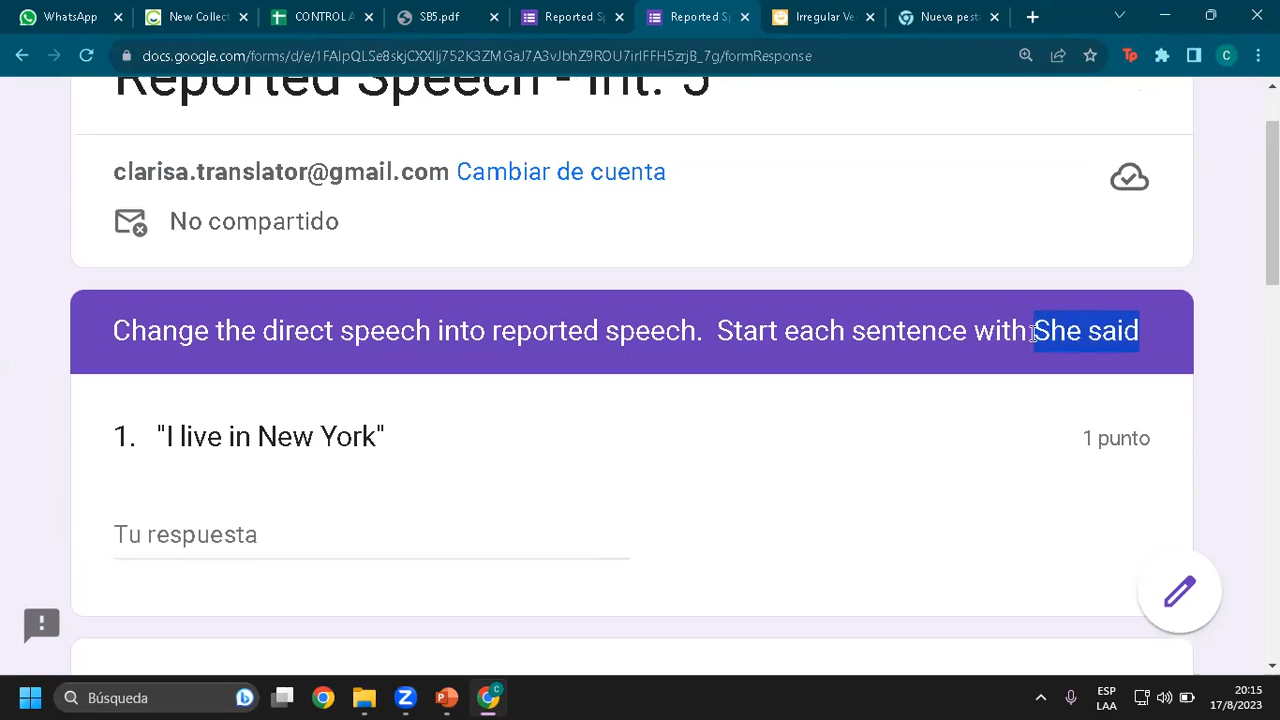 WhatsApp
New Collect
CONTROL A
SB5.pdf
Reported Sp
Reported Sp
Irregular Ve
Nueva pest
docs.google.com/forms/d/e/1FAIpQLSe8skjCXXlIj752K3ZMGaJ7A3vJbhZ9ROU7irIFFH5zrjB_7g/formResponse
Reported Speech - Int. 5
clarisa.translator@gmail.com Cambiar de cuenta
No compartido
Change the direct speech into reported speech.  Start each sentence with She said
1. "I live in New York"
1 punto
Tu respuesta
Búsqueda
ESP
LAA
20:15
17/8/2023